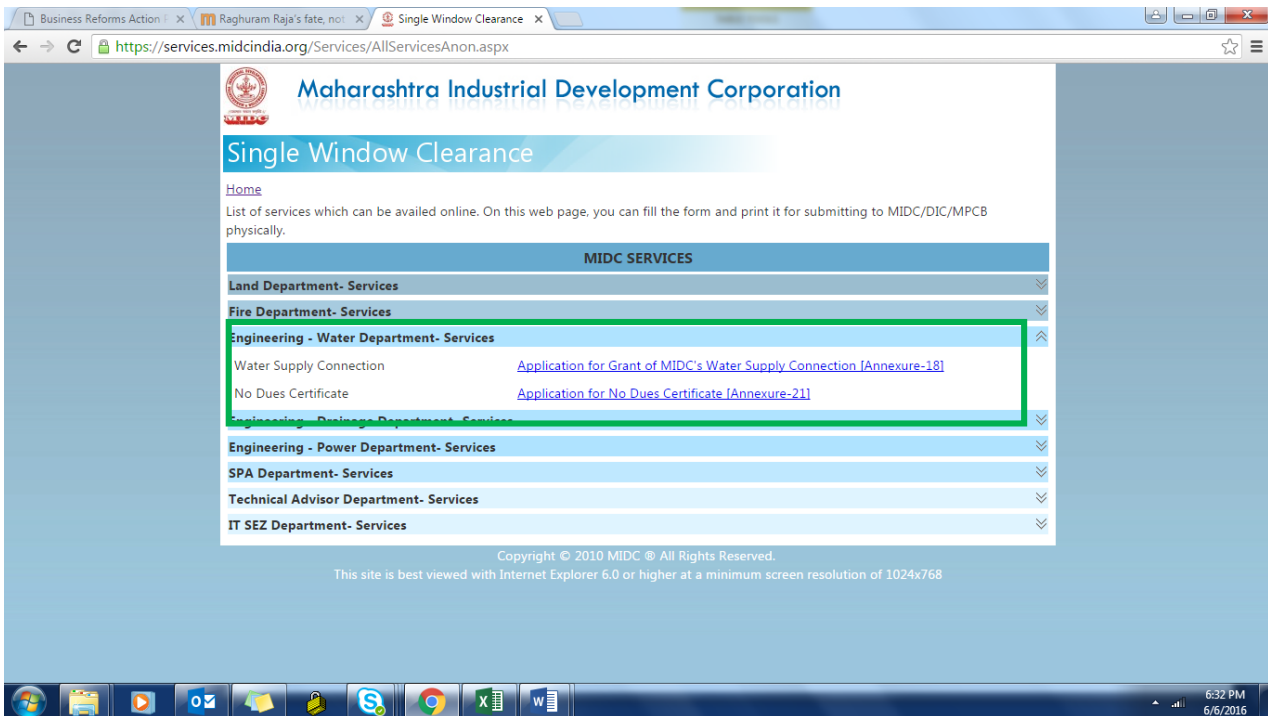 Business Reforms Action
Raghuram Raja's fate, not
Single Window Clearance
https://services.midcindia.org/Services/AllServicesAnon.aspx
MIDC
Maharashtra Industrial Development Corporation
Single Window Clearance
Home
List of services which can be availed online. On this web page, you can fill the form and print it for submitting to MIDC/DIC/MPCB
physically.
MIDC SERVICES
Land Department- Services
Fire Department- Services
Engineering - Water Department- Services
Water Supply Connection Application for Grant of MIDC's Water Supply Connection [Annexure-18]
No Dues Certificate Application for No Dues Certificate [Annexure-21]
Engineering - Drainage Department- Services
Engineering - Power Department- Services
SPA Department- Services
Technical Advisor Department- Services
IT SEZ Department- Services
Copyright © 2010 MIDC ® All Rights Reserved.
This site is best viewed with Internet Explorer 6.0 or higher at a minimum screen resolution of 1024x768
6:32 PM
6/6/2016